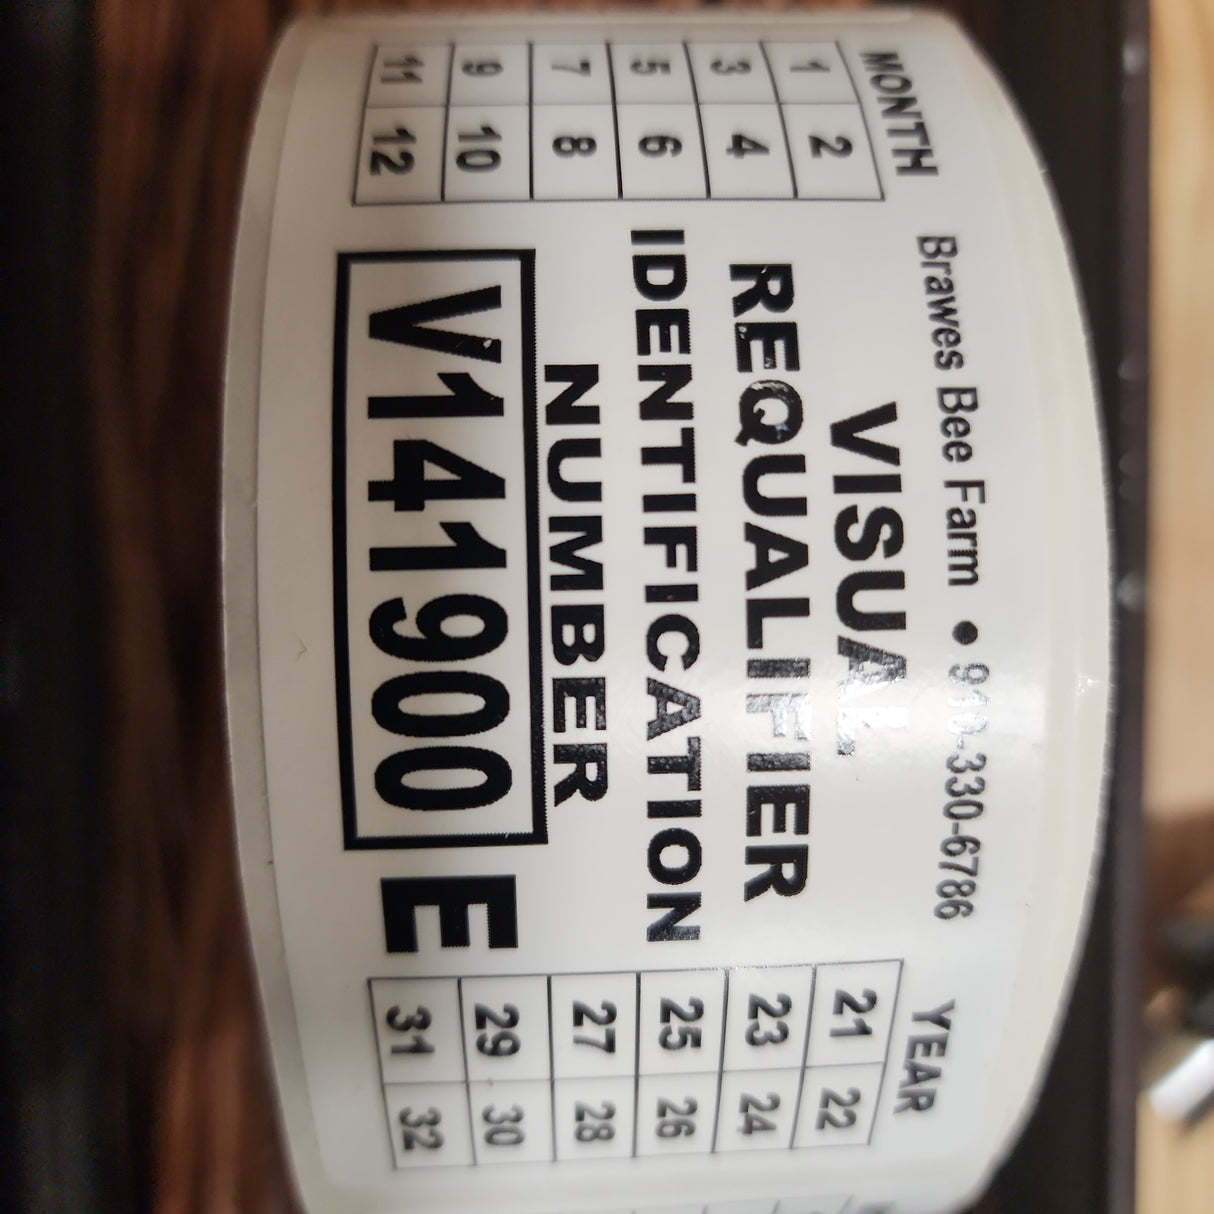 Brawes Bee Farm • 910-330-6786
MONTH
1 2
3 4
5 6
7 8
9 10
11 12
VISUAL
REQUALIFIER
IDENTIFICATION
NUMBER
V141900 E
YEAR
21 22
23 24
25 26
27 28
29 30
31 32